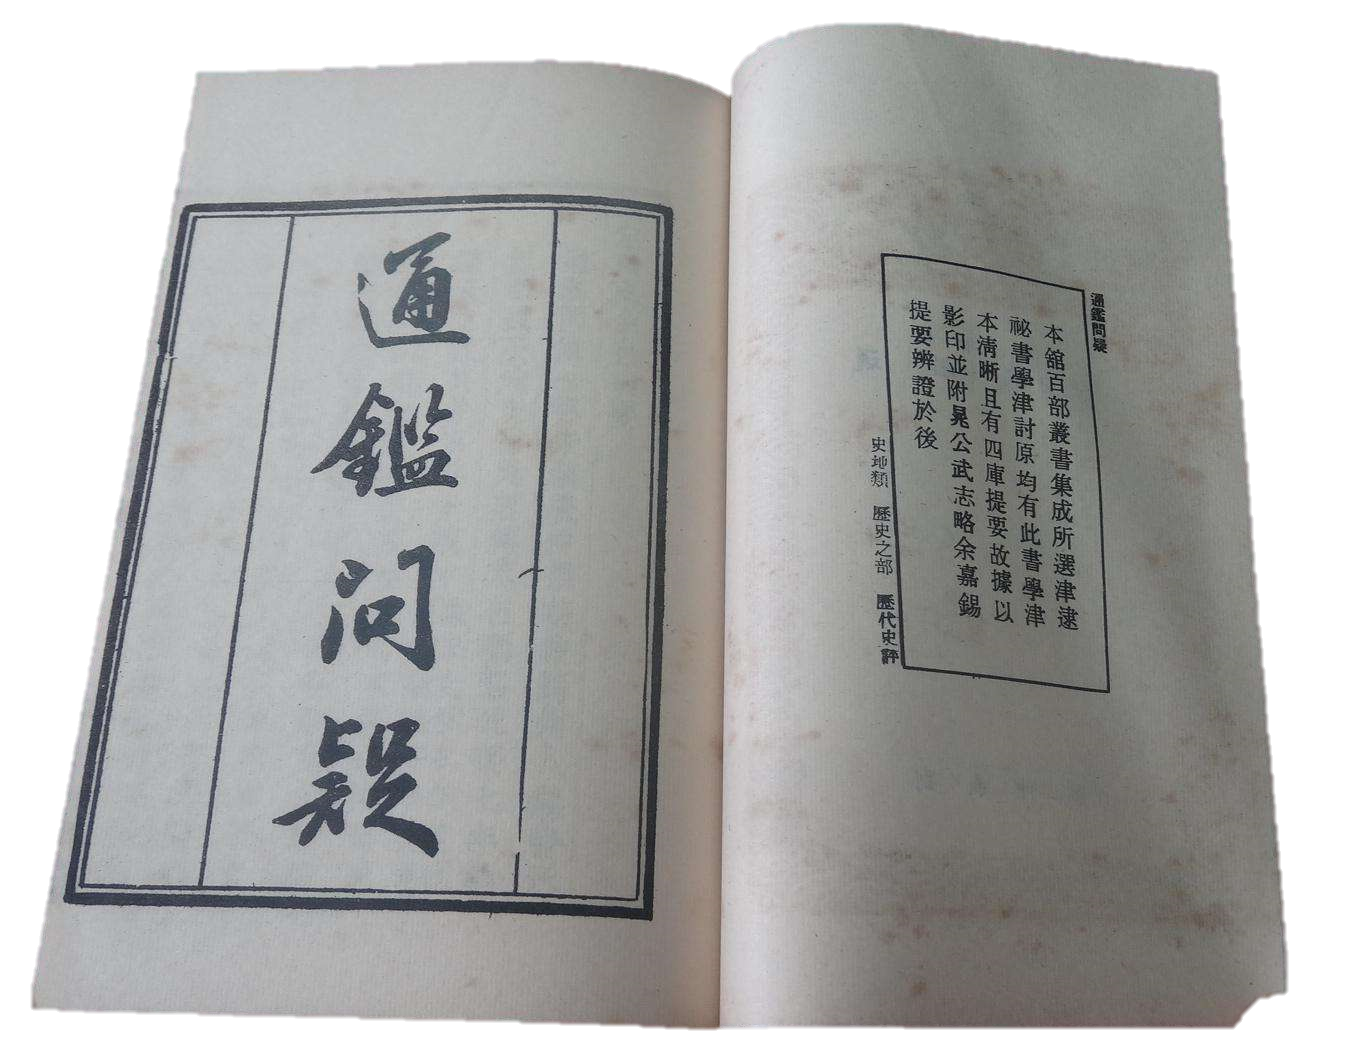 通鑑問疑
本館百部叢書集成所選津逮
祕書學津討原均有此書學津
本清晰且有四庫提要故據以
影印並附晁公武志略余嘉錫
提要辨證於後
史地類 歷史之部 歷代史評
通鑑問疑